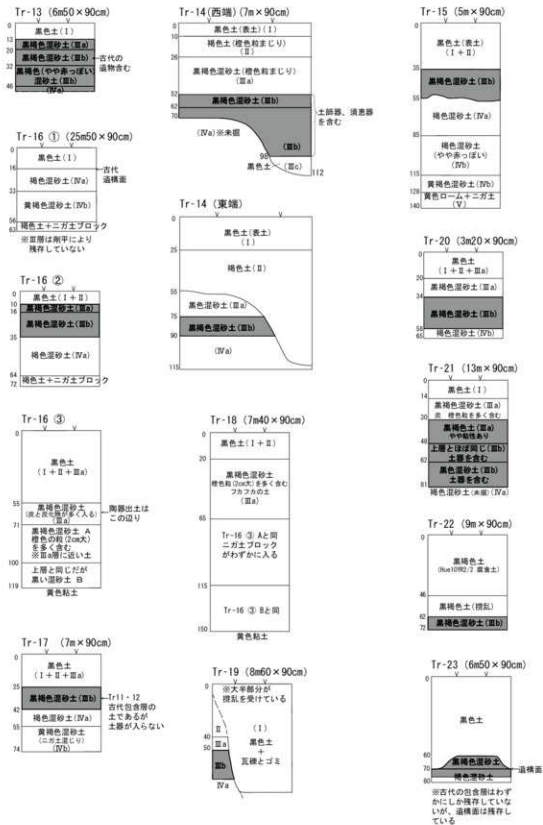 Tr-13 (6m50×90cm)
0
黒色土(Ⅰ)
12
黒褐色混砂土(Ⅲa)
20
黒褐色混砂土(Ⅲb)
32
黒褐色(やや赤っぽい)
混砂土(Ⅲb)
46
(Ⅳa)
古代の
遺物含む
Tr-14(西端)(7m×90cm)
0
黒色土(表土)(Ⅰ)
10
褐色土(橙色粒まじり)
(Ⅱ)
26
黒褐色混砂土(橙色粒まじり)
(Ⅲa)
52
黒褐色混砂土(Ⅲb)
62
70
(Ⅳa)※未掘
(Ⅲb)
98
黒色土
(Ⅲc)
112
土師器、須恵器
を含む
Tr-15 (5m×90cm)
0
黒色土(表土)
(Ⅰ+Ⅱ)
35
黒褐色混砂土(Ⅲb)
55
褐色混砂土(Ⅳa)
85
褐色混砂土
(やや赤っぽい)(Ⅳb)
115
黄褐色混砂土(Ⅳb)
128
黄色ローム+ニガ土
(Ⅴ)
140
Tr-16 ① (25m50×90cm)
0
黒色土(Ⅰ)
16
古代
遺構面
褐色混砂土(Ⅳa)
33
黄褐色混砂土(Ⅳb)
56
褐色土+ニガ土ブロック
63
※Ⅲ層は削平により
残存していない
Tr-14 (東端)
0
黒色土(表土)
(Ⅰ)
25
褐色土(Ⅱ)
55
黒色混砂土(Ⅲa)
75
黒褐色混砂土(Ⅲb)
90
(Ⅳa)
115
Tr-16 ②
0
黒色土(Ⅰ+Ⅱ)
10
黒褐色混砂土(Ⅲa)
16
黒褐色混砂土(Ⅲb)
35
褐色混砂土(Ⅳa)
64
褐色土+ニガ土ブロック
72
Tr-20 (3m20×90cm)
0
黒色土
(Ⅰ+Ⅱ+Ⅲa)
20
黒褐色混砂土(Ⅲa)
34
黒褐色混砂土(Ⅲb)
褐色混砂土(Ⅳb)
65
Tr-21 (13m×90cm)
0
黒色土(Ⅰ)
14
黒褐色混砂土(Ⅲa)
炭 橙色粒を多く含む
30
黒褐色混砂土(Ⅲa)
やや粘性あり
48
上層とほぼ同じ(Ⅲb)
土器を含む
62
黒色混砂土(Ⅲb)
土器を含む
81
褐色混砂土(未掘)(Ⅳa)
Tr-16 ③
0
黒色土
(Ⅰ+Ⅱ+Ⅲa)
55
黒褐色混砂土
(炭と炭化物が多く入る)
(Ⅲa)
71
陶器出土は
この辺り
黒褐色混砂土 A
橙色の粒(2cm大)
を多く含む
※Ⅲa層に近い土
100
上層と同じだが
黒い混砂土 B
119
黄色粘土
Tr-18 (7m40×90cm)
0
黒色土(Ⅰ+Ⅱ)
20
黒褐色混砂土
橙色粒(2cm大)を多く含む
フカフカの土
(Ⅲa)
65
Tr-16 ③ Aと同
ニガ土ブロック
がわずかに入る
115
Tr-16 ③ Bと同
150
黄色粘土
Tr-22 (9m×90cm)
0
黒褐色土
(Hue10YR2/2 腐食土)
46
黒褐色土(撹乱)
62
黒褐色混砂土(Ⅲb)
72
Tr-17 (7m×90cm)
0
黒色土
(Ⅰ+Ⅱ+Ⅲa)
25
黒褐色混砂土(Ⅲb)
42
褐色混砂土(Ⅳa)
55
黄褐色混砂土
(ニガ土混じり)
(Ⅳb)
74
Tr11・12
古代包含層の
土であるが
土器が入らない
Tr-19 (8m60×90cm)
0
※大半部分が
撹乱を受けている
Ⅱ
40
Ⅲa
50
Ⅲb
Ⅳa
(Ⅰ)
黒色土
+
瓦礫とゴミ
Tr-23 (6m50×90cm)
0
黒色土
60
黒褐色混砂土
70
褐色混砂土
80
遺構面
※古代の包含層はわず
かにしか残存していな
いが、遺構面は残存し
ている